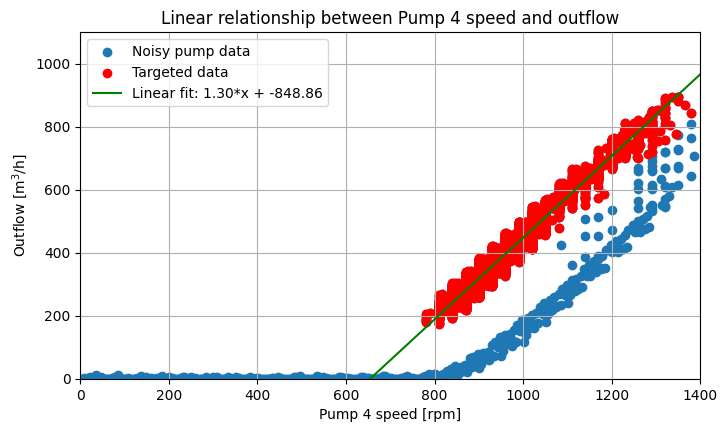 Linear relationship between Pump 4 speed and outflow
Noisy pump data
Targeted data
Linear fit: 1.30*x + -848.86
Outflow [m³/h]
1000
800
600
400
200
0
0 200 400 600 800 1000 1200 1400
Pump 4 speed [rpm]